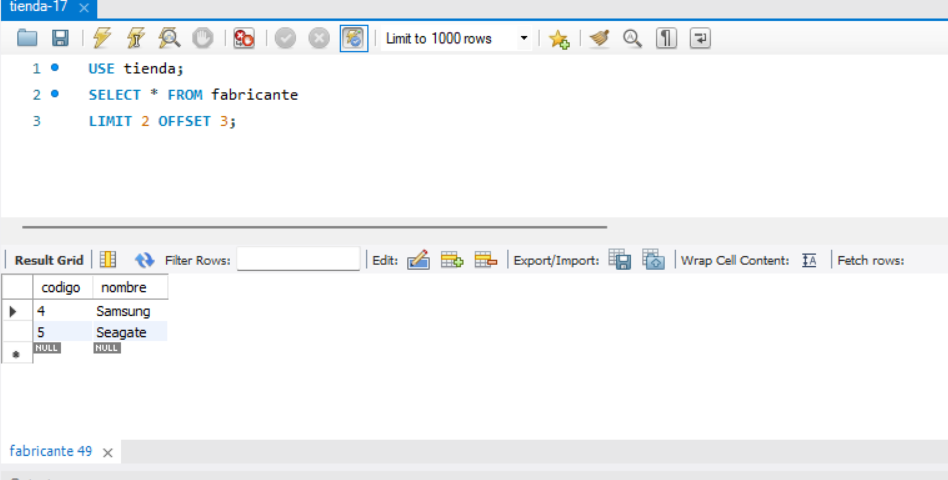 tienda-17
Limit to 1000 rows
1 USE tienda;
2 SELECT * FROM fabricante
3 LIMIT 2 OFFSET 3;
Result Grid Filter Rows: Edit: Export/Import: Wrap Cell Content: Fetch rows:
codigo nombre
4 Samsung
5 Seagate
NULL NULL
fabricante 49